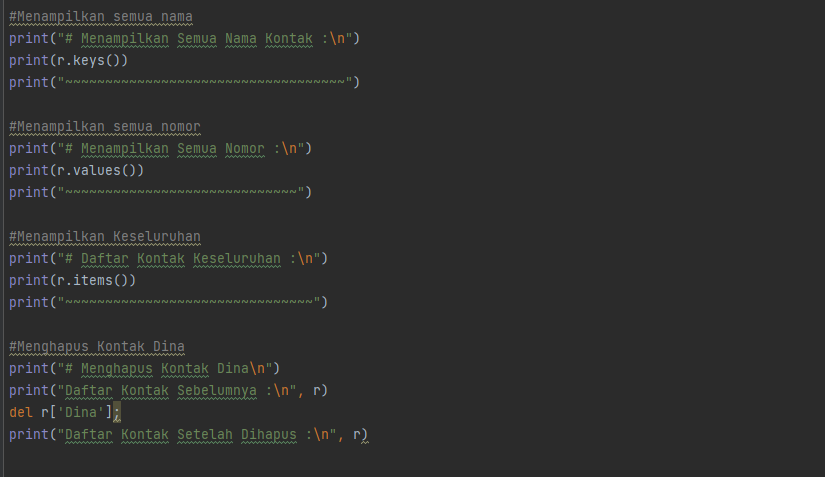 #Menampilkan semua nama
print("# Menampilkan Semua Nama Kontak :\n")
print(r.keys())
print("~~~~~~~~~~~~~~~~~~~~~~~~~~~~~~~~~~~")
#Menampilkan semua nomor
print("# Menampilkan Semua Nomor :\n")
print(r.values())
print("~~~~~~~~~~~~~~~~~~~~~~~~~~~~~")
#Menampilkan Keseluruhan
print("# Daftar Kontak Keseluruhan :\n")
print(r.items())
print("~~~~~~~~~~~~~~~~~~~~~~~~~~~~~~~")
#Menghapus Kontak Dina
print("# Menghapus Kontak Dina\n")
print("Daftar Kontak Sebelumnya :\n", r)
del r['Dina'];
print("Daftar Kontak Setelah Dihapus :\n", r)